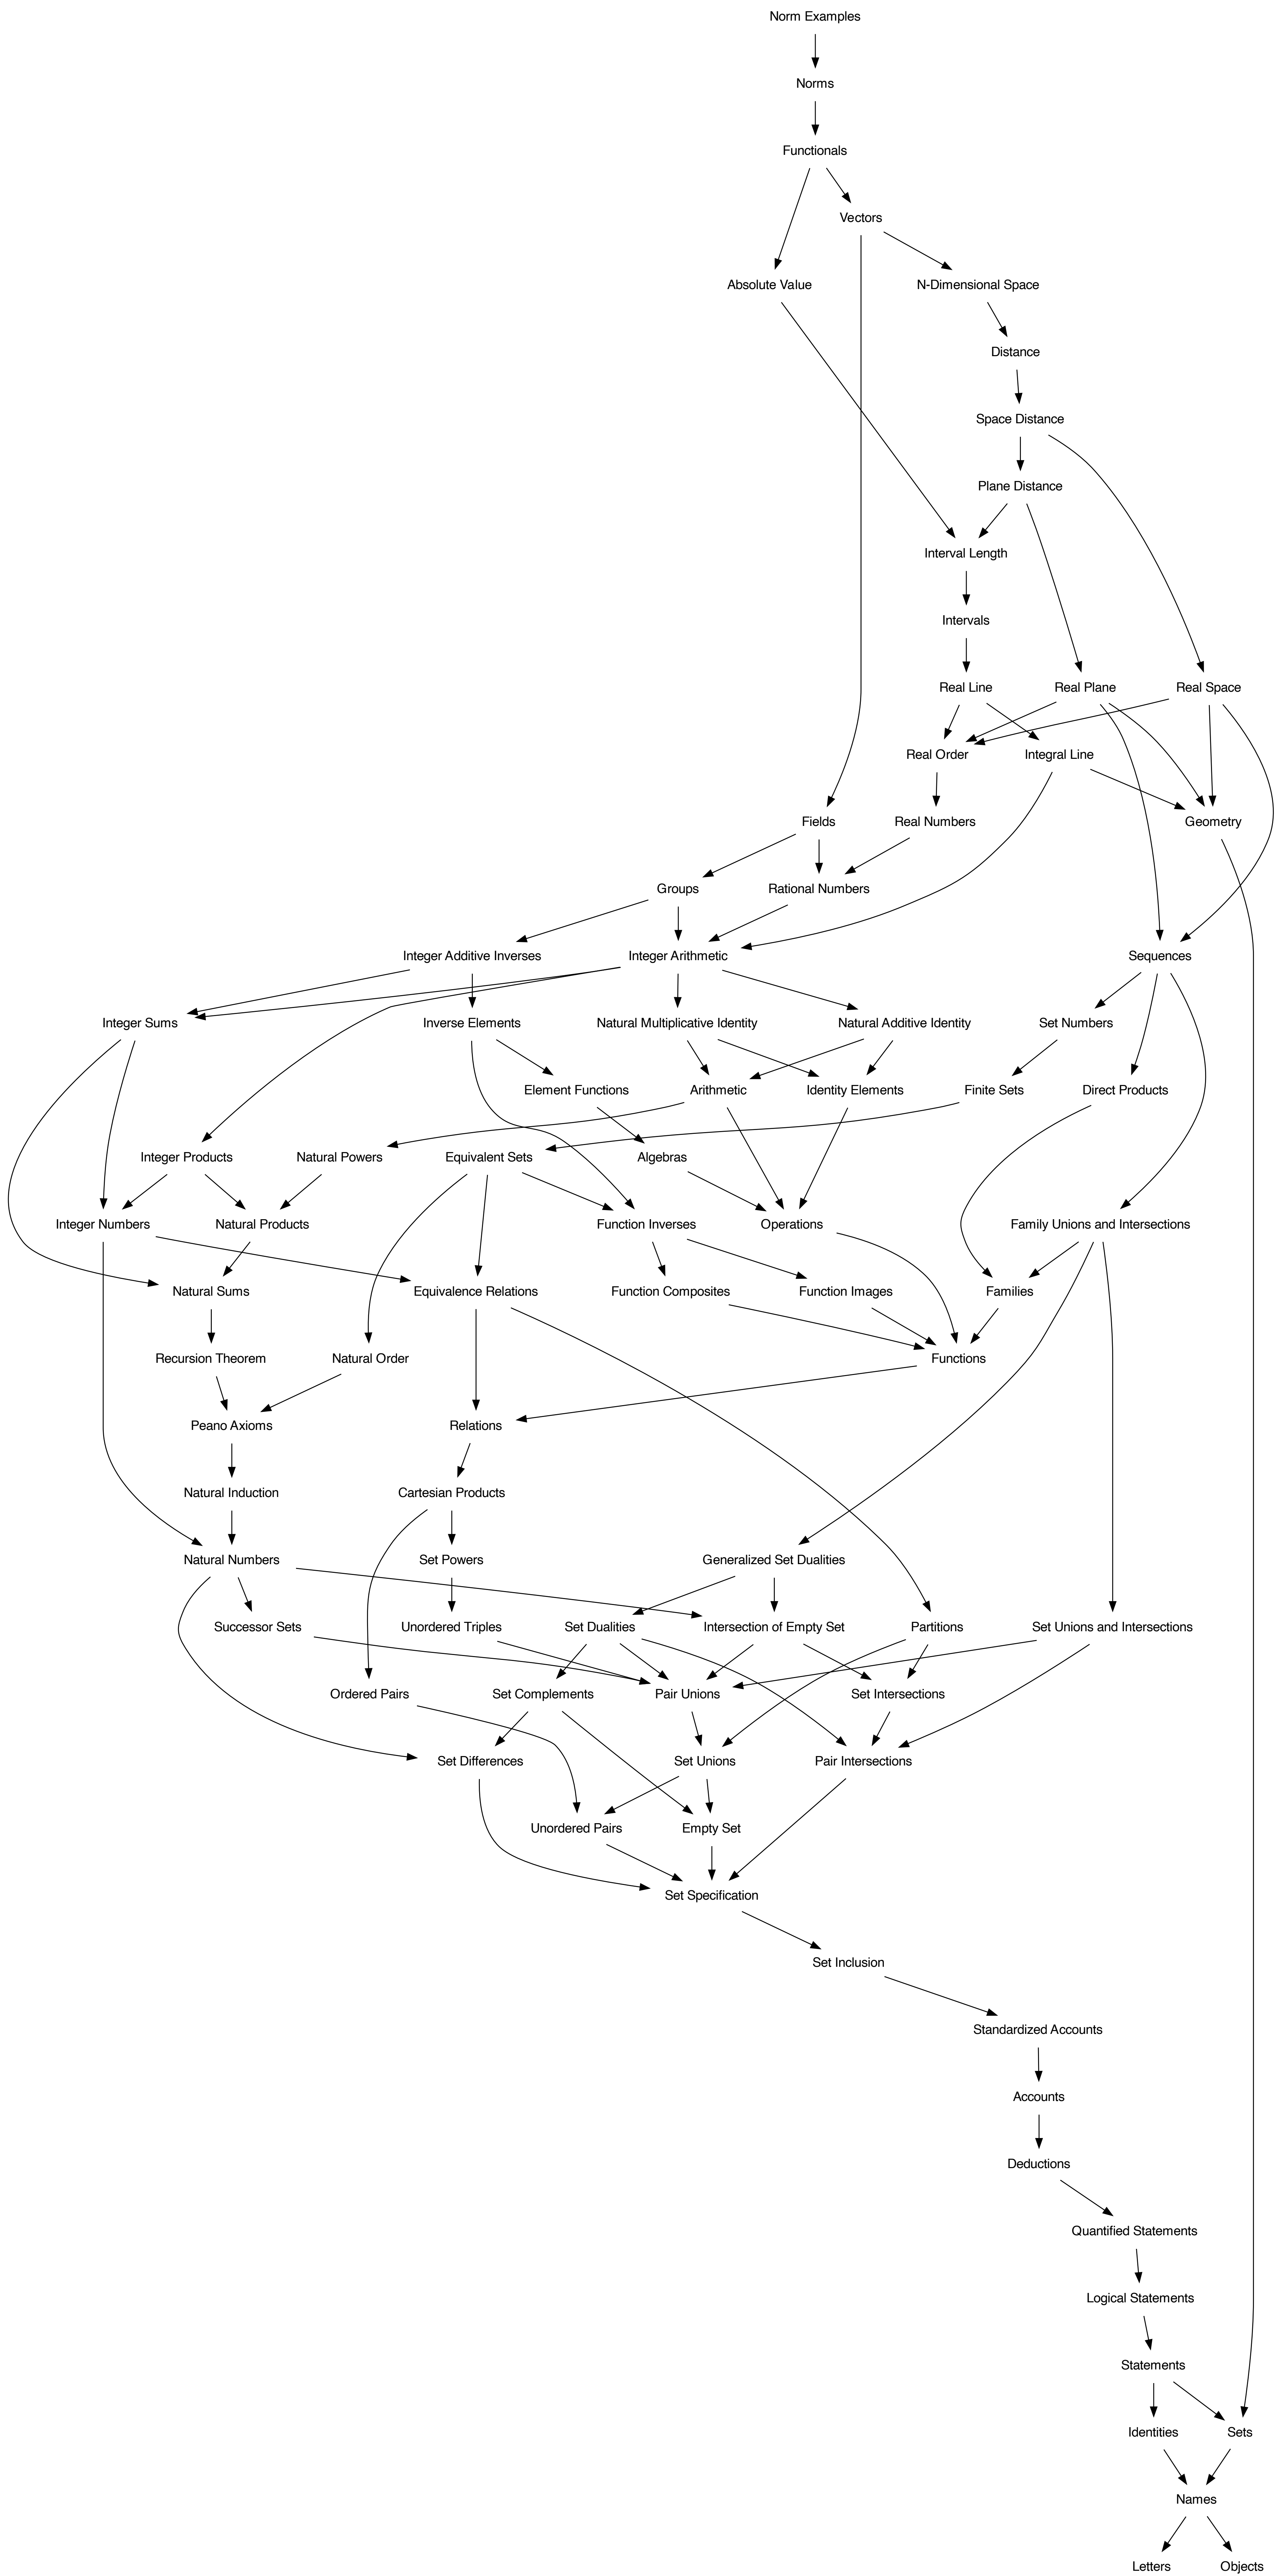 Norm Examples
Norms
Functionals
Vectors
Absolute Value
N-Dimensional Space
Distance
Space Distance
Plane Distance
Interval Length
Intervals
Real Line
Real Plane
Real Space
Real Order
Integral Line
Fields
Real Numbers
Geometry
Groups
Rational Numbers
Integer Additive Inverses
Integer Arithmetic
Sequences
Integer Sums
Inverse Elements
Natural Multiplicative Identity
Natural Additive Identity
Set Numbers
Element Functions
Arithmetic
Identity Elements
Finite Sets
Direct Products
Integer Products
Natural Powers
Equivalent Sets
Algebras
Integer Numbers
Natural Products
Function Inverses
Operations
Family Unions and Intersections
Natural Sums
Equivalence Relations
Function Composites
Function Images
Families
Recursion Theorem
Natural Order
Functions
Peano Axioms
Relations
Natural Induction
Cartesian Products
Natural Numbers
Set Powers
Generalized Set Dualities
Successor Sets
Unordered Triples
Set Dualities
Intersection of Empty Set
Partitions
Set Unions and Intersections
Ordered Pairs
Set Complements
Pair Unions
Set Intersections
Set Differences
Set Unions
Pair Intersections
Unordered Pairs
Empty Set
Set Specification
Set Inclusion
Standardized Accounts
Accounts
Deductions
Quantified Statements
Logical Statements
Statements
Identities
Sets
Names
Letters
Objects